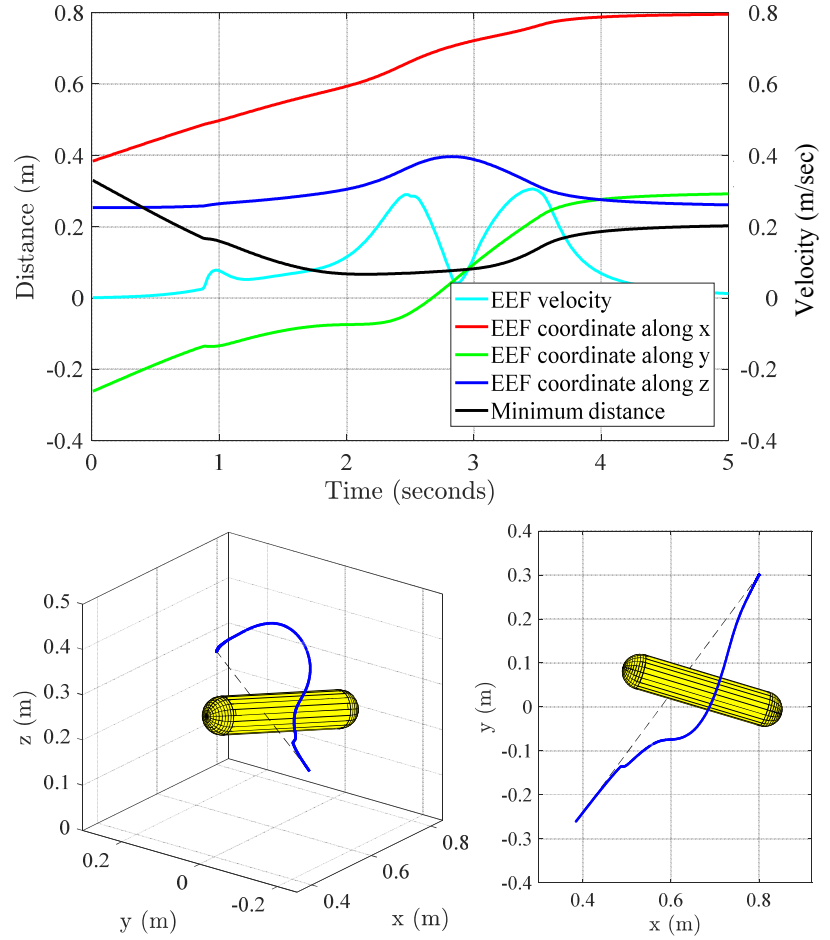 0.8
0.8
0.6
0.6
0.4
0.4
0.2
0.2
0
0
-0.2
-0.2
-0.4
-0.4
Distance (m)
Velocity (m/sec)
EEF velocity
EEF coordinate along x
EEF coordinate along y
EEF coordinate along z
Minimum distance
0 1 2 3 4 5
Time (seconds)
0.5
0.4
0.3
0.2
0.1
0
z (m)
0.2
0
-0.2
y (m)
0.4
0.6
0.8
x (m)
0.4
0.3
0.2
0.1
0
-0.1
-0.2
-0.3
-0.4
y (m)
0.4 0.6 0.8
x (m)